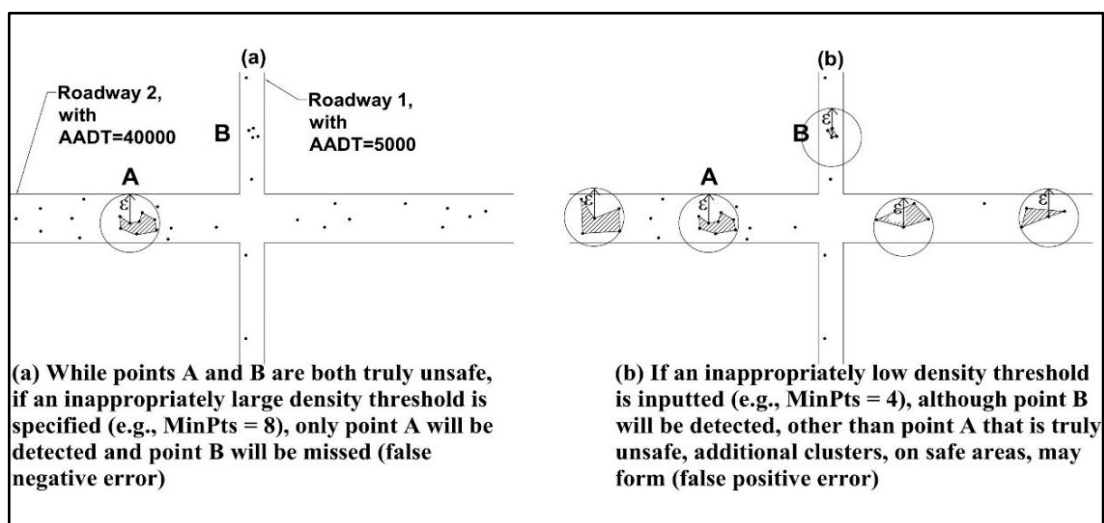 (a)
Roadway 2,
with
AADT=40000
B
Roadway 1,
with
AADT=5000
A
ε
(a) While points A and B are both truly unsafe,
if an inappropriately large density threshold is
specified (e.g., MinPts = 8), only point A will be
detected and point B will be missed (false
negative error)
(b)
B
ε
A
ε
ε
ε
ε
(b) If an inappropriately low density threshold
is inputted (e.g., MinPts = 4), although point B
will be detected, other than point A that is truly
unsafe, additional clusters, on safe areas, may
form (false positive error)